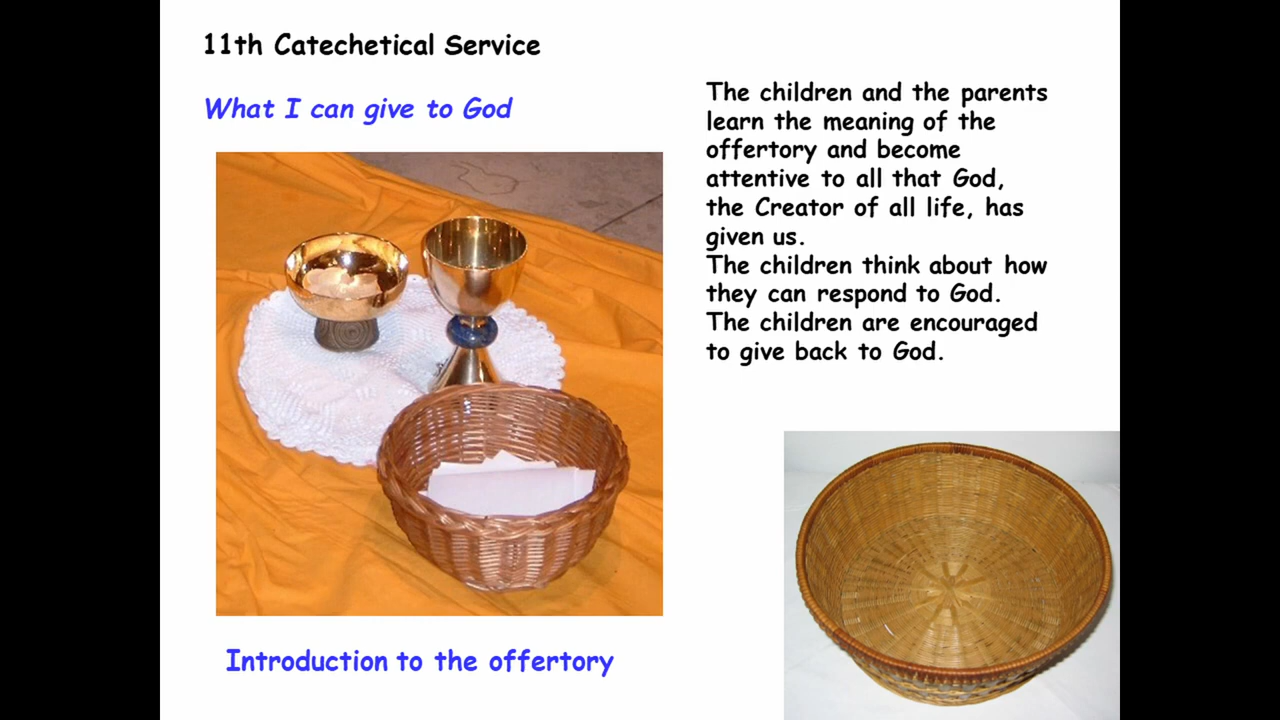 11th Catechetical Service
What I can give to God
The children and the parents
learn the meaning of the
offertory and become
attentive to all that God,
the Creator of all life, has
given us.
The children think about how
they can respond to God.
The children are encouraged
to give back to God.
Introduction to the offertory